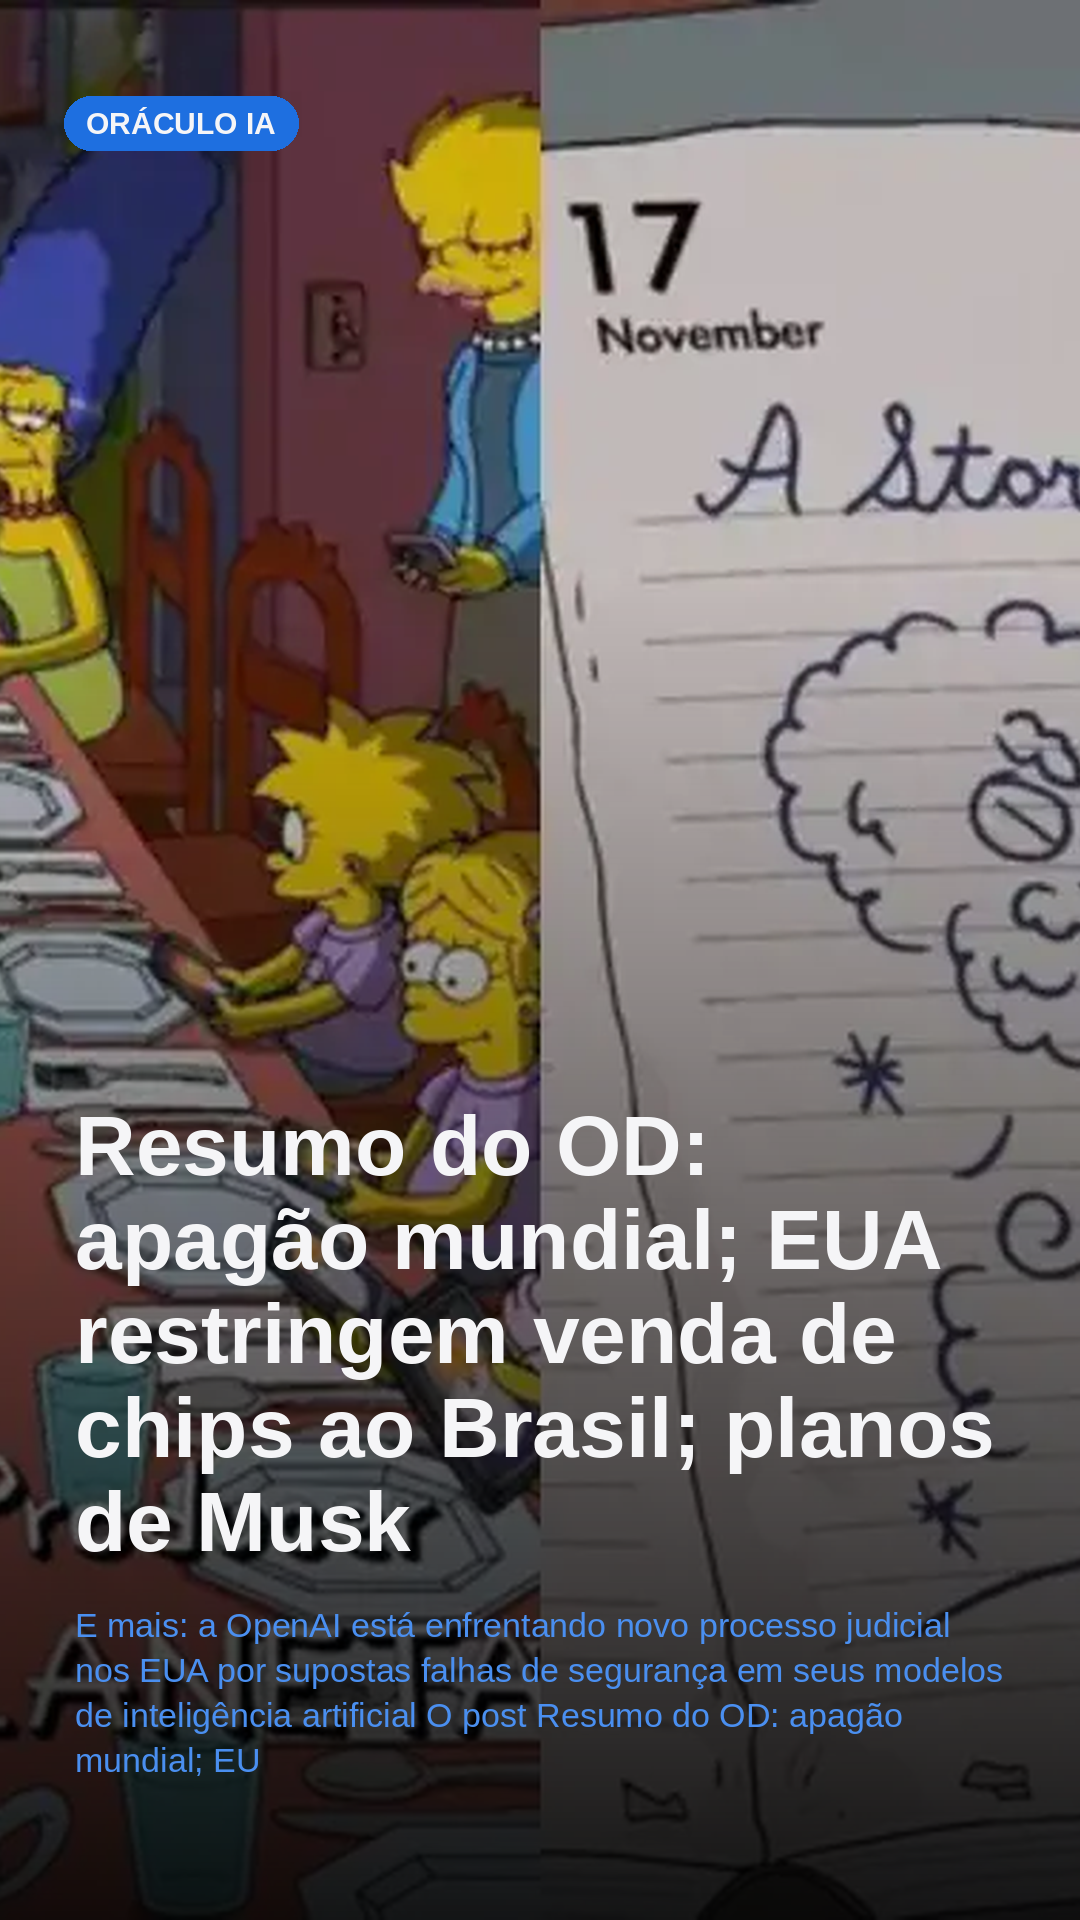 ORÁCULO IA
17
November
A Stor
Resumo do OD:
apagão mundial; EUA
restringem venda de
chips ao Brasil; planos
de Musk
E mais: a OpenAI está enfrentando novo processo judicial
nos EUA por supostas falhas de segurança em seus modelos
de inteligência artificial O post Resumo do OD: apagão
mundial; EU